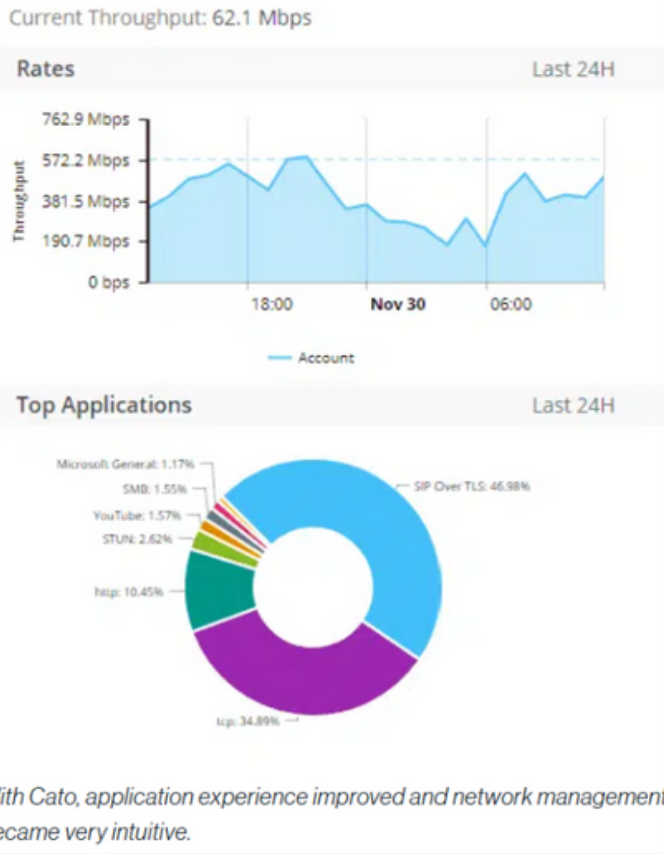 Current Throughput: 62.1 Mbps
Rates
Last 24H
762.9 Mbps
572.2 Mbps
381.5 Mbps
190.7 Mbps
0 bps
Throughput
18:00
Nov 30
06:00
Account
Top Applications
Last 24H
Microsoft General: 1.17%
SMB: 1.55%
YouTube: 1.57%
STUN: 2.62%
http: 10.45%
SIP Over TLS: 46.98%
tcp: 34.89%
ith Cato, application experience improved and network management
ecame very intuitive.